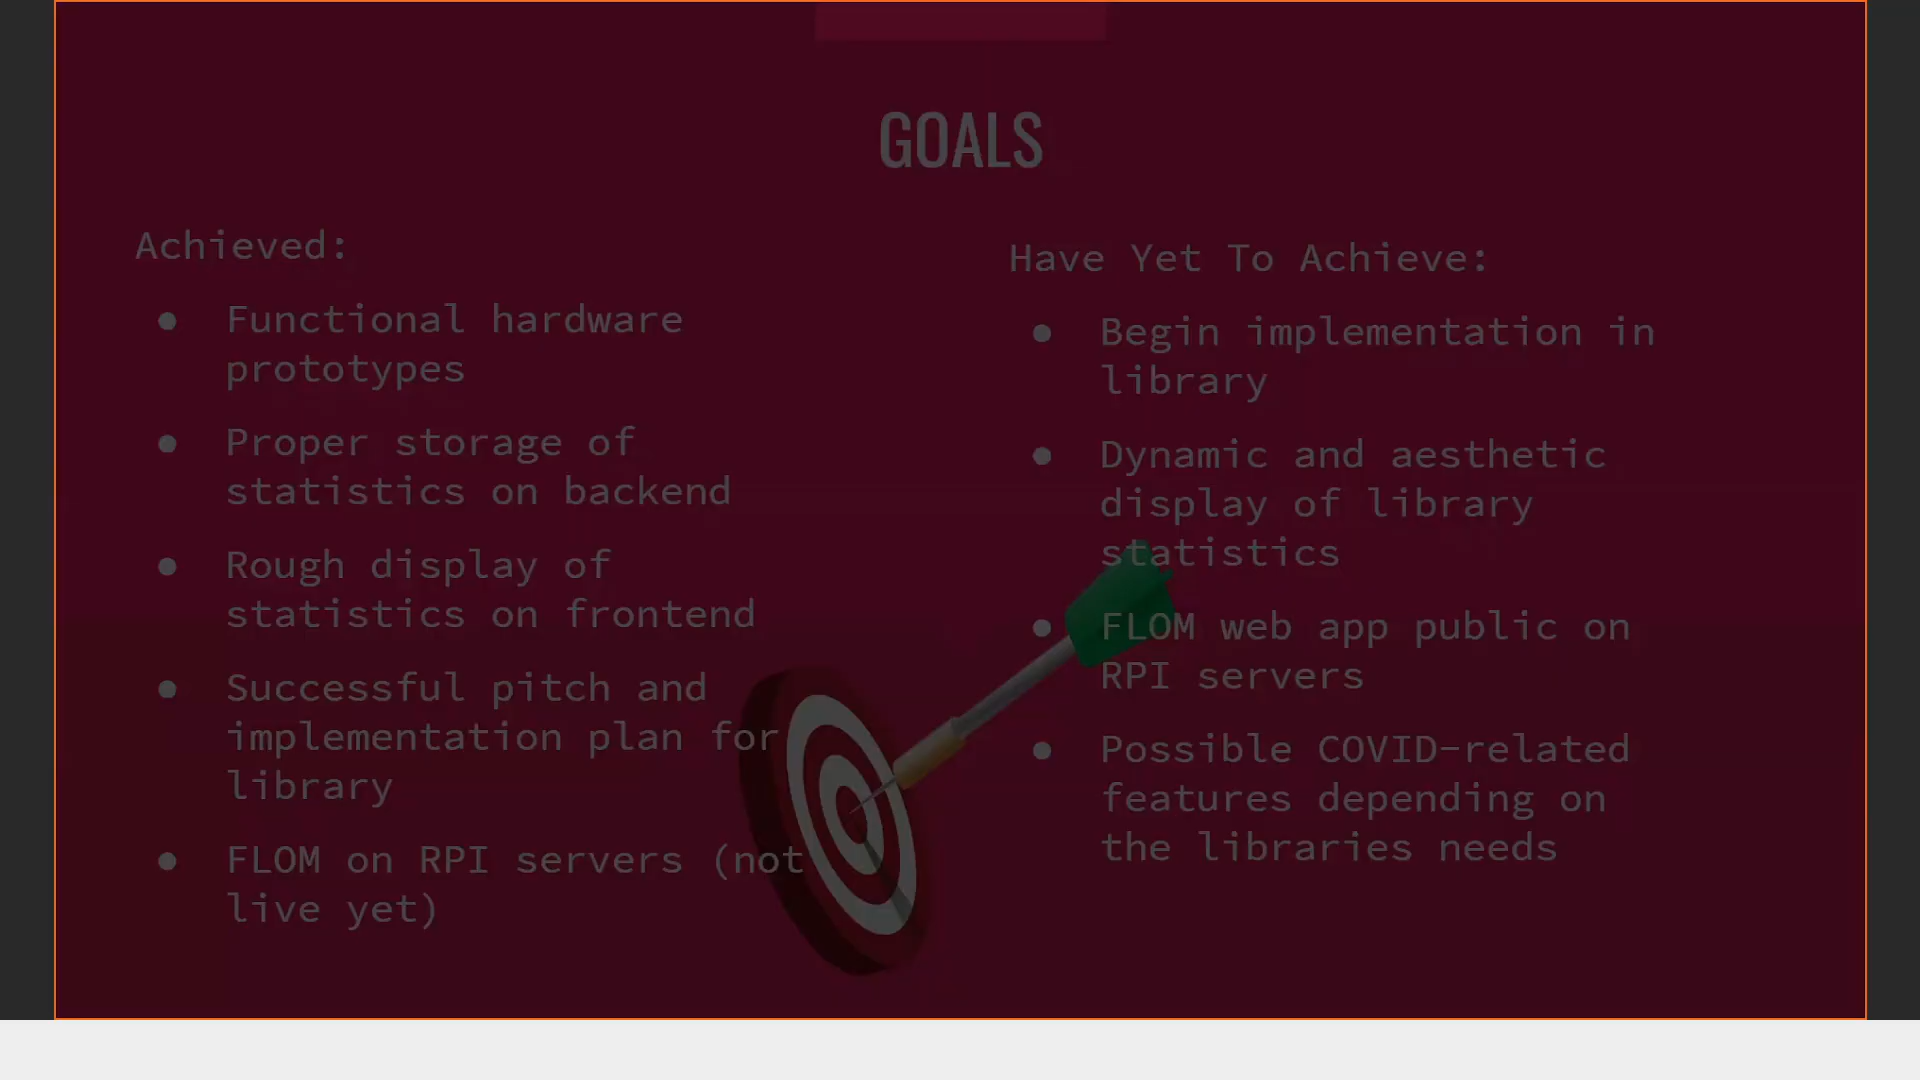 GOALS
Achieved:
● Functional hardware
prototypes
● Proper storage of
statistics on backend
● Rough display of
statistics on frontend
● Successful pitch and
implementation plan for
library
● FLOM on RPI servers (not
live yet)
Have Yet To Achieve:
● Begin implementation in
library
● Dynamic and aesthetic
display of library
statistics
● FLOM web app public on
RPI servers
● Possible COVID-related
features depending on
the libraries needs